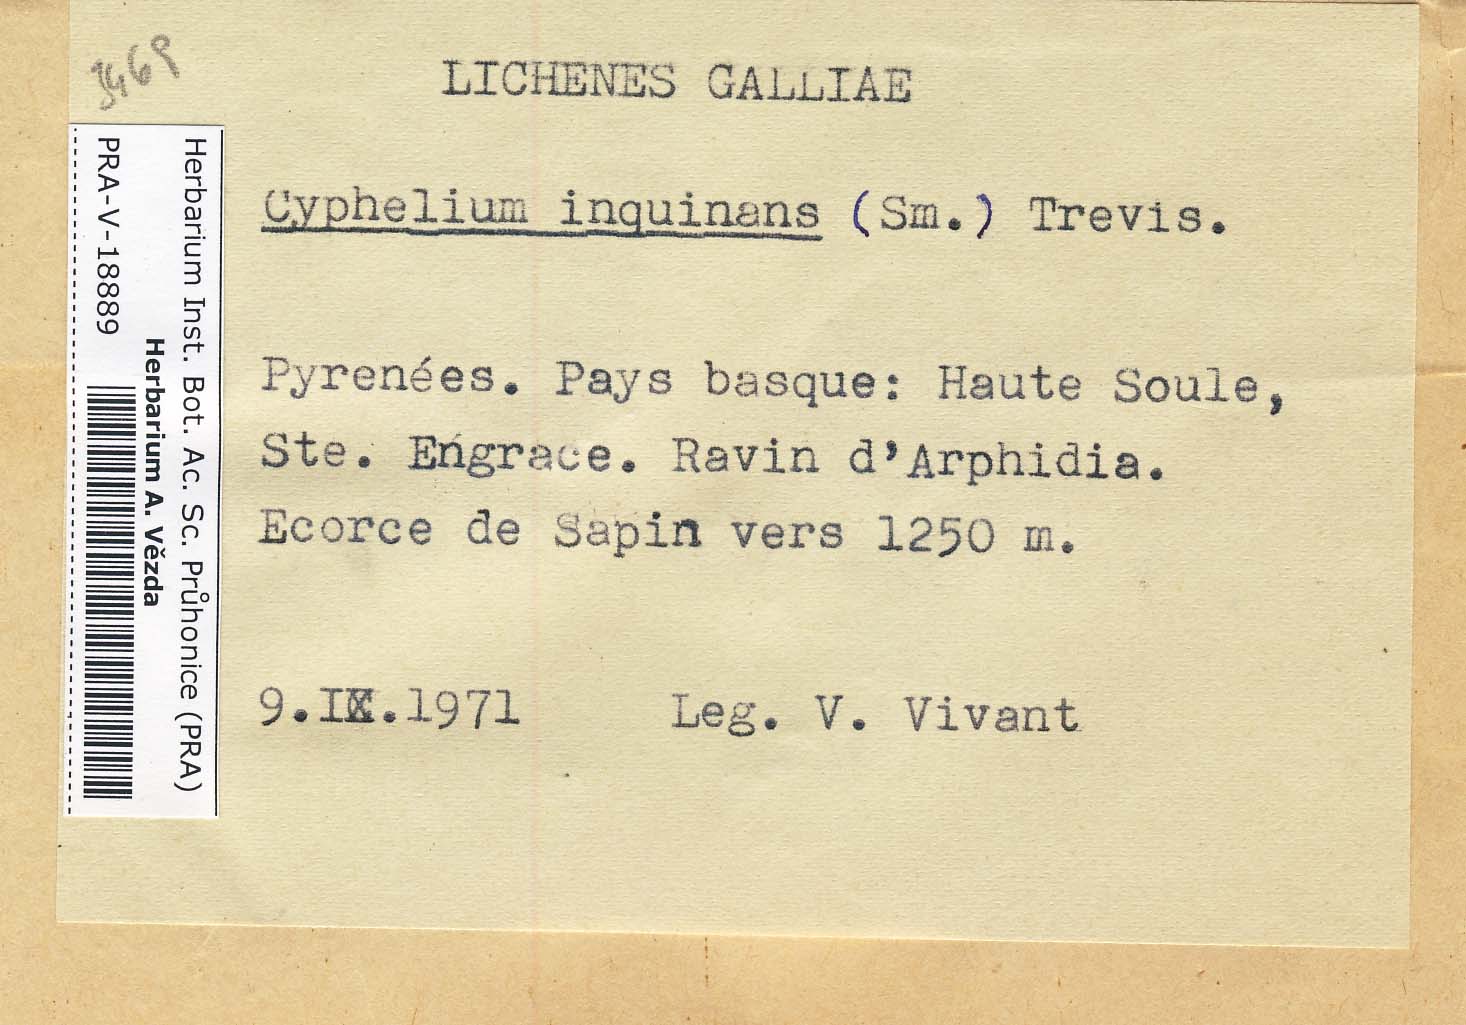 3469
LICHENES GALLIAE
Cyphelium inquinans (Sm.) Trevis.
Pyrenées. Pays basque: Haute Soule,
Ste. Engrace. Ravin d'Arphidia.
Ecorce de Sapin vers 1250 m.
9.IX.1971 Leg. V. Vivant
Herbarium Inst. Bot. Ac. Sc. Průhonice (PRA)
Herbarium A. Vězda
PRA-V-18889